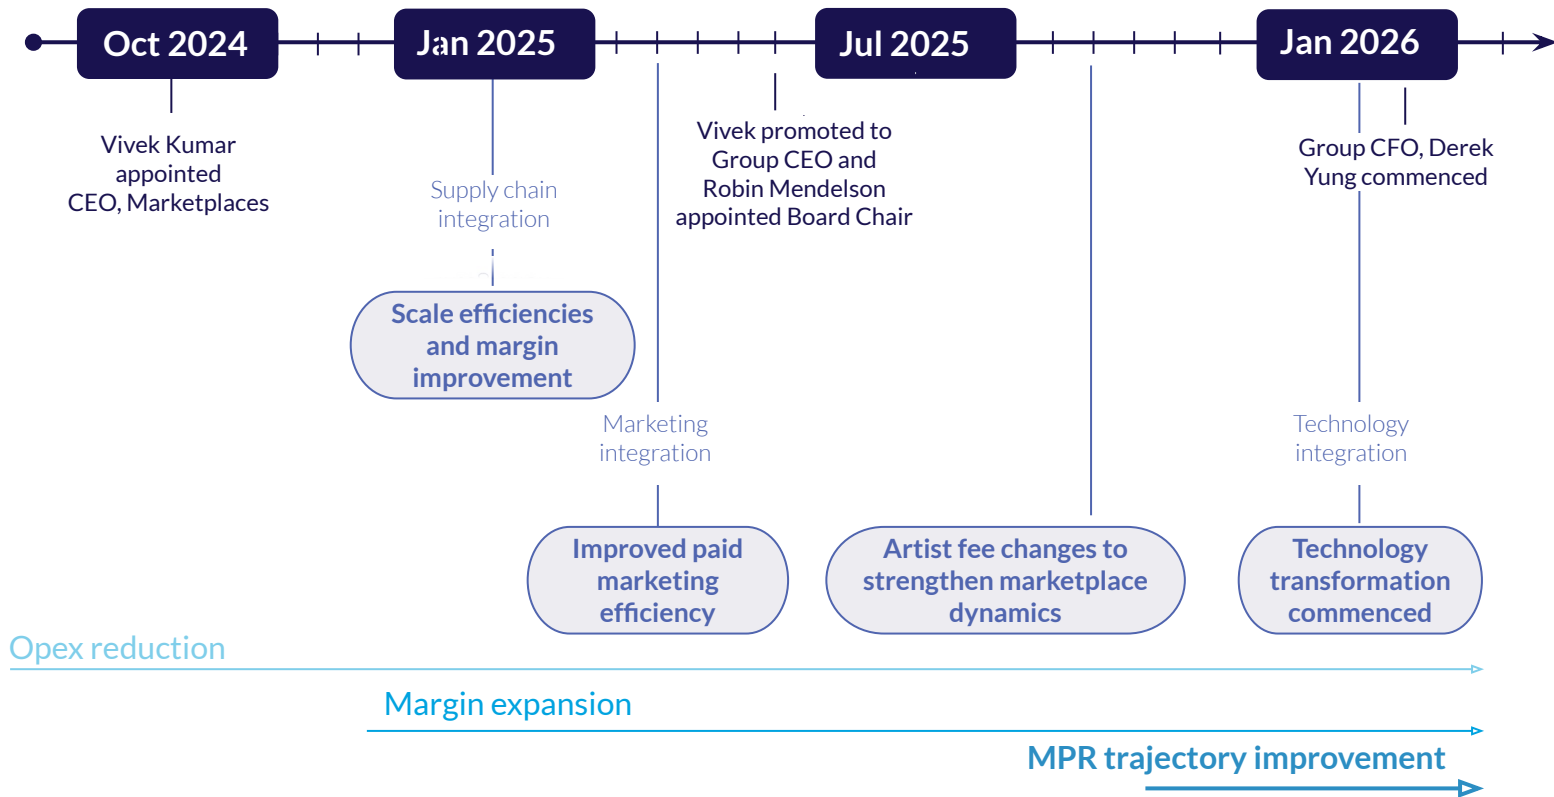 Oct 2024
Jan 2025
Jul 2025
Jan 2026
Vivek Kumar
appointed
CEO, Marketplaces
Supply chain
integration
Scale efficiencies
and margin
improvement
Vivek promoted to
Group CEO and
Robin Mendelson
appointed Board Chair
Group CFO, Derek
Yung commenced
Marketing
integration
Improved paid
marketing
efficiency
Artist fee changes to
strengthen marketplace
dynamics
Technology
integration
Technology
transformation
commenced
Opex reduction
Margin expansion
MPR trajectory improvement